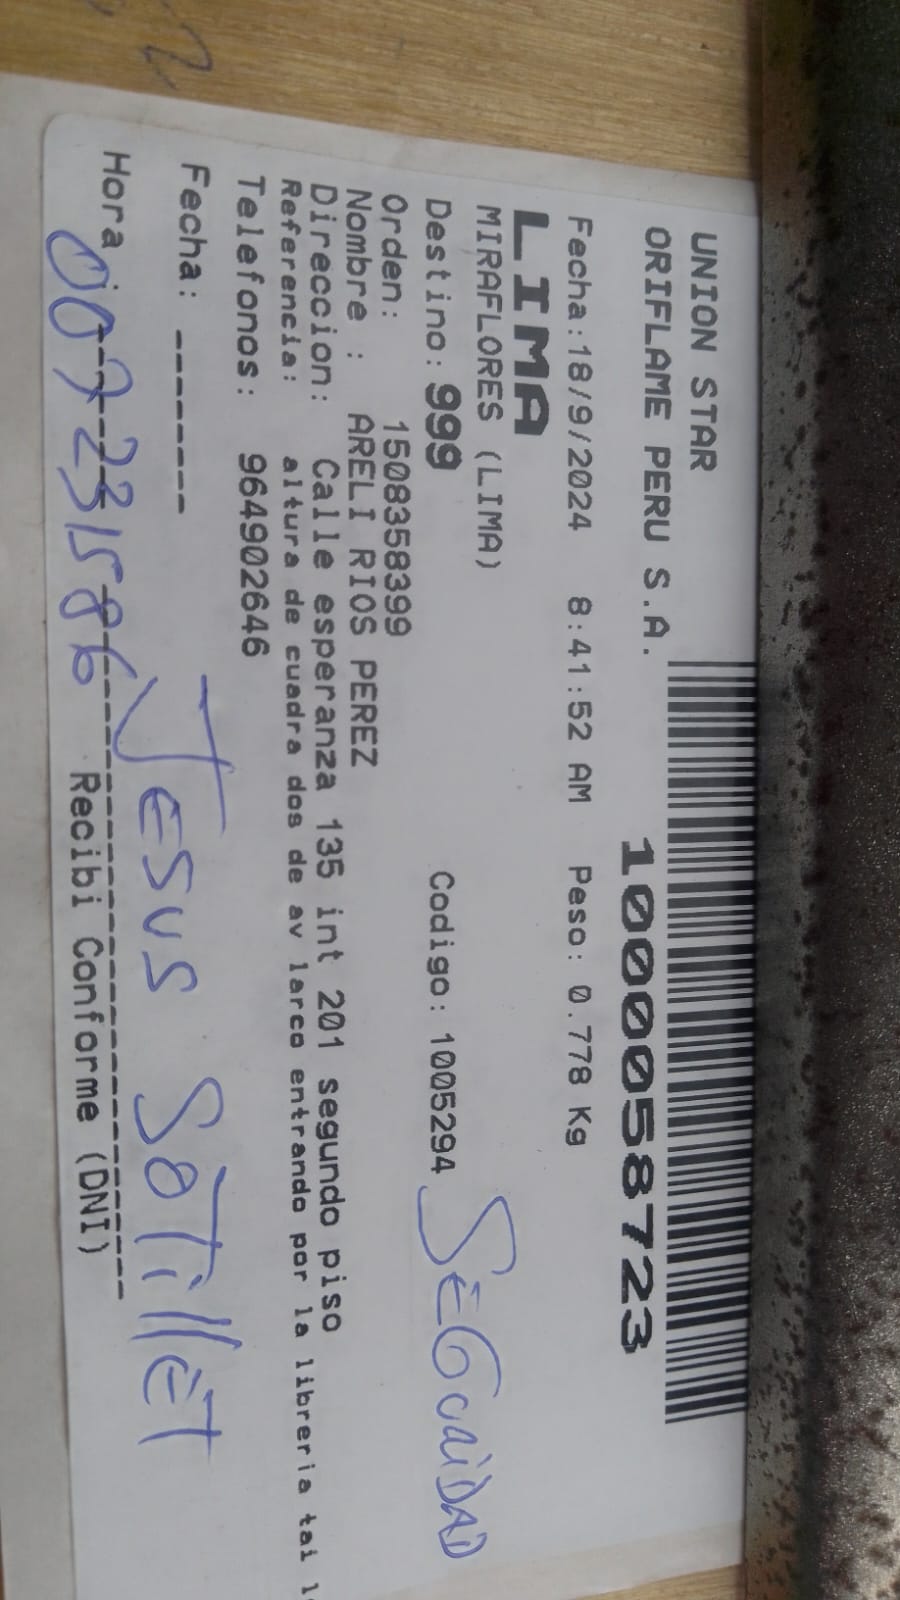 UNION STAR
ORIFLAME PERU S.A.
1000058723
Fecha:18/9/2024 8:41:52 AM Peso: 0.778 Kg
LIMA
MIRAFLORES (LIMA)
Destino: 999 Codigo: 1005294 SEGuRiDAD
Orden: 1508358399
Nombre : ARELI RIOS PEREZ
Direccion: Calle esperanza 135 int 201 segundo piso
Referencia: altura de cuadra dos de av larco entrando por la libreria tai
Telefonos: 964902646
Fecha: ------- JESUS SOTillET
Hora : 007231586 Recibi Conforme (DNI)